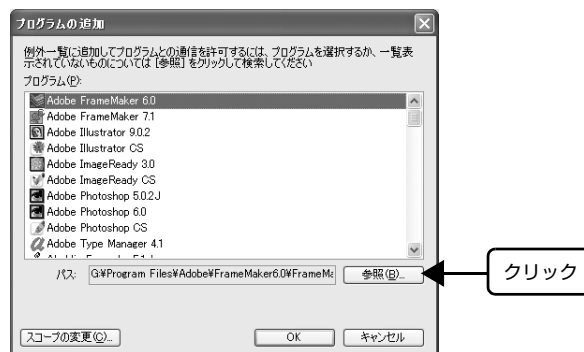 プログラムの追加
例外一覧に追加してプログラムとの通信を許可するには、プログラムを選択するか、一覧表
示されていないものについては [参照] をクリックして検索してください
プログラム(P):
Adobe FrameMaker 6.0
Adobe FrameMaker 7.1
Adobe Illustrator 9.0.2
Adobe Illustrator CS
Adobe ImageReady 3.0
Adobe ImageReady CS
Adobe Photoshop 5.0.2J
Adobe Photoshop 6.0
Adobe Photoshop CS
Adobe Type Manager 4.1
パス: G:¥Program Files¥Adobe¥FrameMaker6.0¥FrameMa
参照(B)...
クリック
スコープの変更(C)...
OK
キャンセル